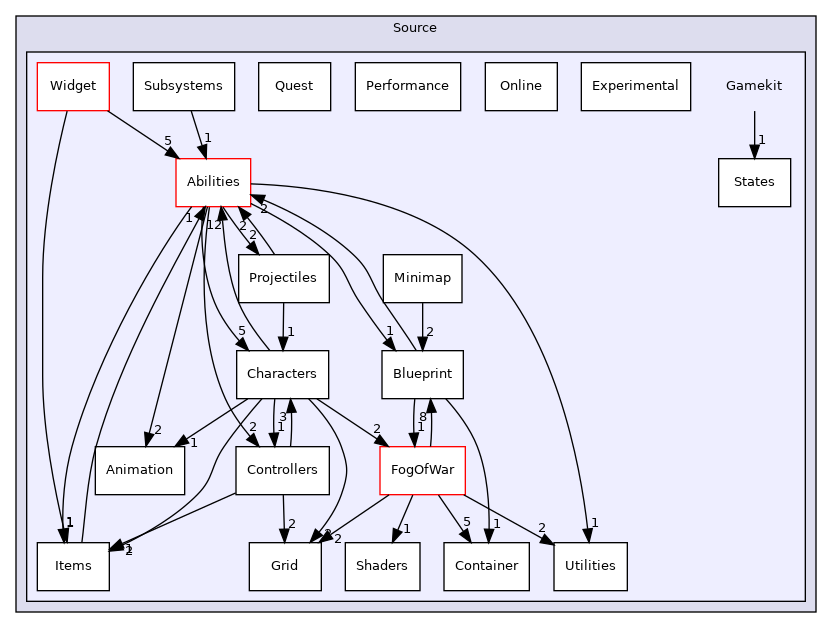 Source
Widget
Subsystems
Quest
Performance
Online
Experimental
Gamekit
5
1
1
Abilities
States
1
12
2
2
2
Projectiles
Minimap
5
1
1
2
Characters
Blueprint
2
2
1
3
1
2
8
1
Animation
Controllers
FogOfWar
1
1
2
2
2
1
5
1
2
1
2
Items
Grid
Shaders
Container
Utilities